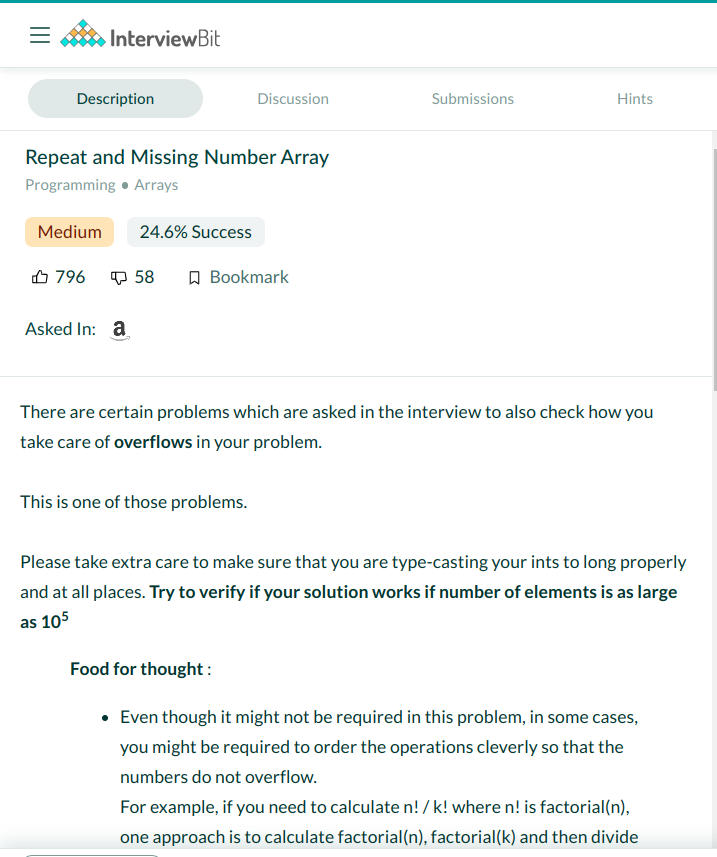 InterviewBit
Description Discussion Submissions Hints
Repeat and Missing Number Array
Programming • Arrays
Medium 24.6% Success
796 58 Bookmark
Asked In: a
There are certain problems which are asked in the interview to also check how you
take care of overflows in your problem.
This is one of those problems.
Please take extra care to make sure that you are type-casting your ints to long properly
and at all places. Try to verify if your solution works if number of elements is as large
as 10⁵
Food for thought :
• Even though it might not be required in this problem, in some cases,
you might be required to order the operations cleverly so that the
numbers do not overflow.
For example, if you need to calculate n! / k! where n! is factorial(n),
one approach is to calculate factorial(n), factorial(k) and then divide